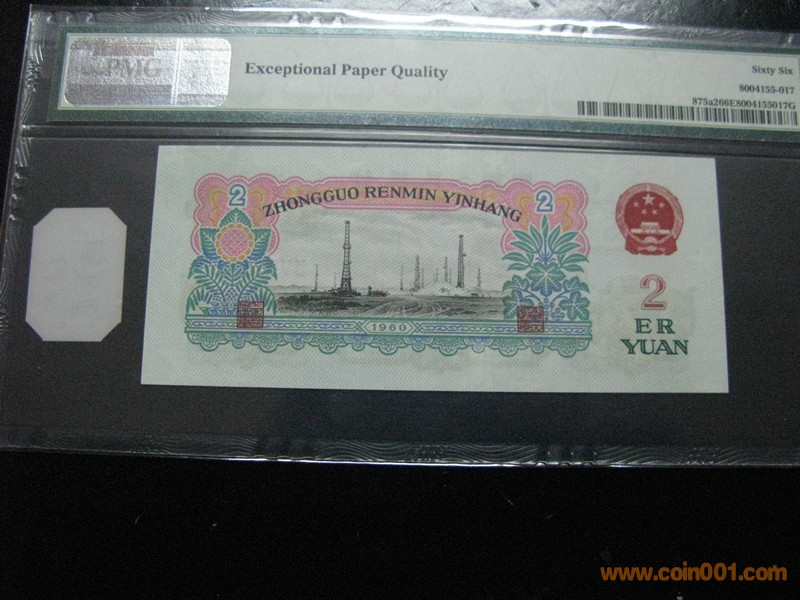 PMG
Exceptional Paper Quality
Sixty Six
8004155-017
875a266E8004155017G
2
2
ZHONGGUO RENMIN YINHANG
2
ER
YUAN
1960
www.coin001.com